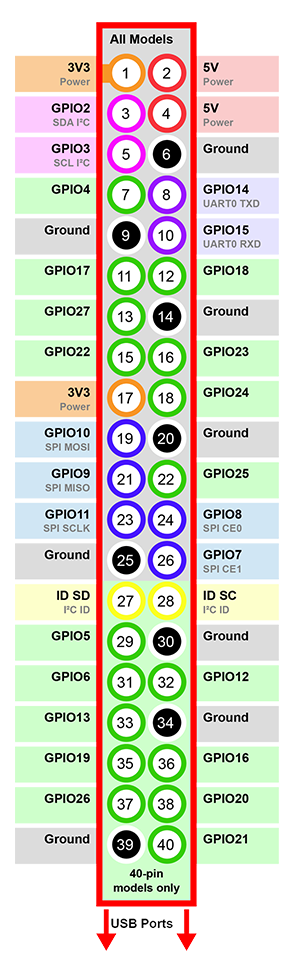 All Models
3V3 1 2 5V
Power Power
GPIO2 3 4 5V
SDA I²C Power
GPIO3 5 6 Ground
SCL I²C
GPIO4 7 8 GPIO14
UART0 TXD
Ground 9 10 GPIO15
UART0 RXD
GPIO17 11 12 GPIO18
GPIO27 13 14 Ground
GPIO22 15 16 GPIO23
3V3 17 18 GPIO24
Power
GPIO10 19 20 Ground
SPI MOSI
GPIO9 21 22 GPIO25
SPI MISO
GPIO11 23 24 GPIO8
SPI SCLK SPI CE0
Ground 25 26 GPIO7
SPI CE1
ID SD 27 28 ID SC
I²C ID I²C ID
GPIO5 29 30 Ground
GPIO6 31 32 GPIO12
GPIO13 33 34 Ground
GPIO19 35 36 GPIO16
GPIO26 37 38 GPIO20
Ground 39 40 GPIO21
40-pin
models only
USB Ports